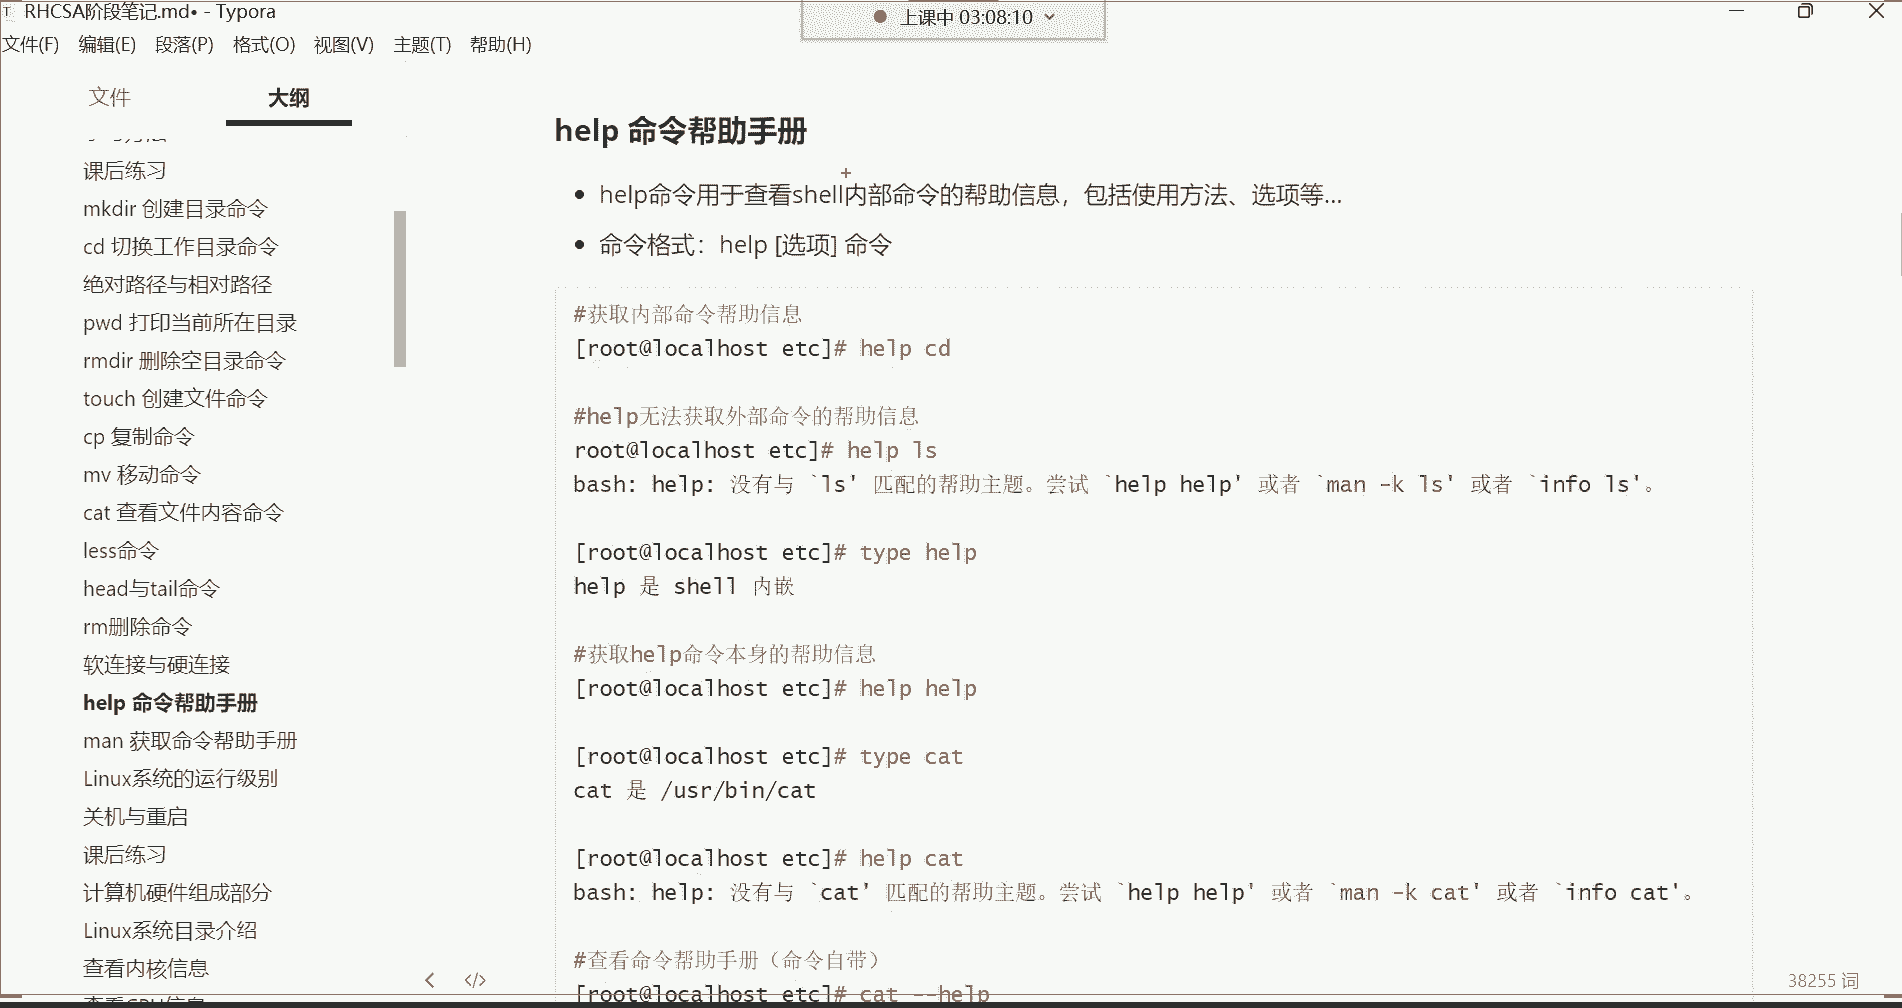 RHCSA阶段笔记.md• - Typora
上课中 03:08:10
文件(F) 编辑(E) 段落(P) 格式(O) 视图(V) 主题(T) 帮助(H)
文件 大纲
课后练习
mkdir 创建目录命令
cd 切换工作目录命令
绝对路径与相对路径
pwd 打印当前所在目录
rmdir 删除空目录命令
touch 创建文件命令
cp 复制命令
mv 移动命令
cat 查看文件内容命令
less命令
head与tail命令
rm删除命令
软连接与硬连接
help 命令帮助手册
man 获取命令帮助手册
Linux系统的运行级别
关机与重启
课后练习
计算机硬件组成部分
Linux系统目录介绍
查看内核信息
查看CPU信息
help 命令帮助手册
help命令用于查看shell内部命令的帮助信息，包括使用方法、选项等...
命令格式：help [选项] 命令
#获取内部命令帮助信息
[root@localhost etc]# help cd
#help无法获取外部命令的帮助信息
root@localhost etc]# help ls
bash: help: 没有与 `ls' 匹配的帮助主题。尝试 `help help' 或者 `man -k ls' 或者 `info ls'。
[root@localhost etc]# type help
help 是 shell 内嵌
#获取help命令本身的帮助信息
[root@localhost etc]# help help
[root@localhost etc]# type cat
cat 是 /usr/bin/cat
[root@localhost etc]# help cat
bash: help: 没有与 `cat' 匹配的帮助主题。尝试 `help help' 或者 `man -k cat' 或者 `info cat'。
#查看命令帮助手册（命令自带）
[root@localhost etc]# cat --help
38255 词